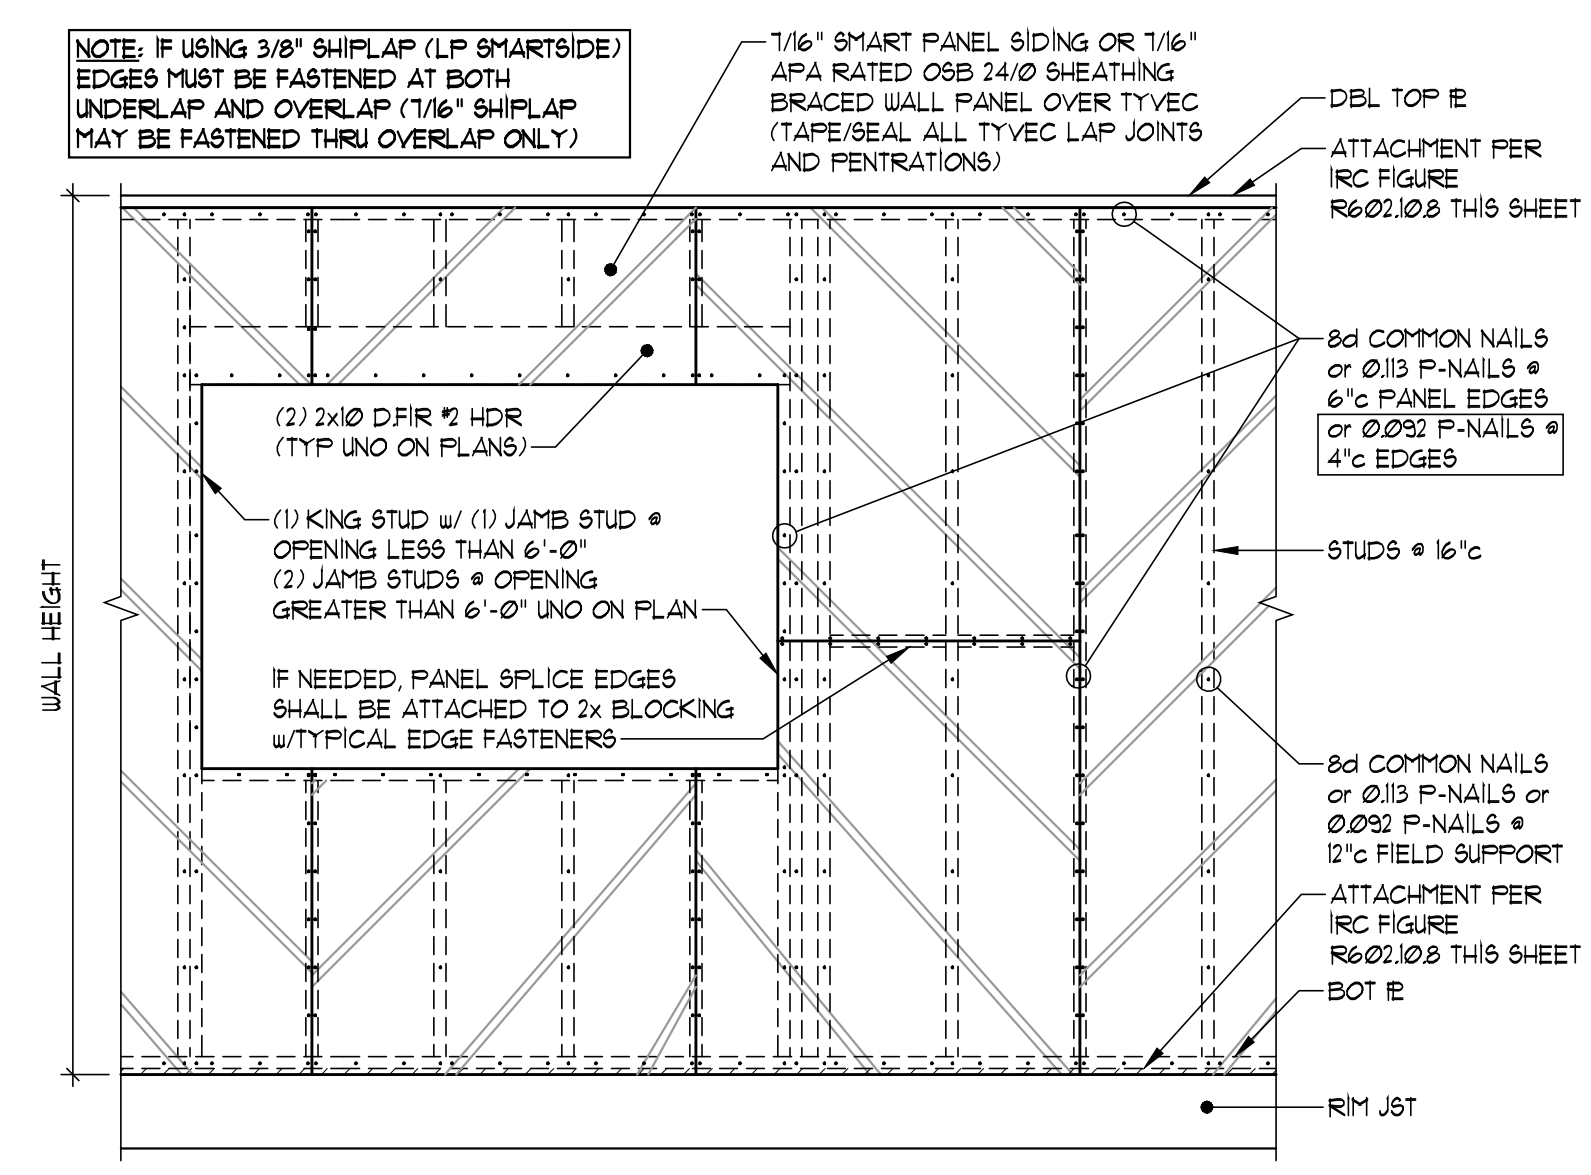 NOTE: IF USING 3/8" SHIPLAP (LP SMARTSIDE)
EDGES MUST BE FASTENED AT BOTH
UNDERLAP AND OVERLAP (7/16" SHIPLAP
MAY BE FASTENED THRU OVERLAP ONLY)
7/16" SMART PANEL SIDING OR 7/16"
APA RATED OSB 24/0 SHEATHING
BRACED WALL PANEL OVER TYVEC
(TAPE/SEAL ALL TYVEC LAP JOINTS
AND PENTRATIONS)
DBL TOP PL
ATTACHMENT PER
IRC FIGURE
R602.10.8 THIS SHEET
8d COMMON NAILS
or 0.113 P-NAILS @
6"c PANEL EDGES
or 0.092 P-NAILS @
4"c EDGES
(2) 2x10 D.FIR #2 HDR
(TYP UNO ON PLANS)
(1) KING STUD w/ (1) JAMB STUD @
OPENING LESS THAN 6'-0"
(2) JAMB STUDS @ OPENING
GREATER THAN 6'-0" UNO ON PLAN
IF NEEDED, PANEL SPLICE EDGES
SHALL BE ATTACHED TO 2x BLOCKING
w/TYPICAL EDGE FASTENERS
STUDS @ 16"c
WALL HEIGHT
8d COMMON NAILS
or 0.113 P-NAILS or
0.092 P-NAILS @
12"c FIELD SUPPORT
ATTACHMENT PER
IRC FIGURE
R602.10.8 THIS SHEET
BOT PL
RIM JST